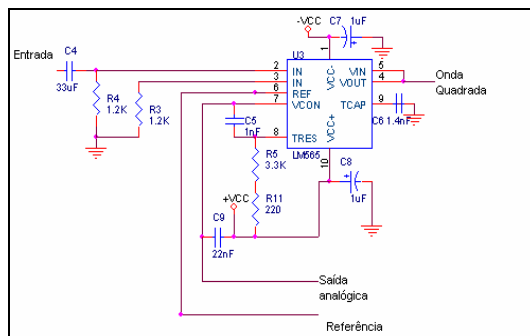 -VCC
C7
1uF
Entrada
C4
33uF
R4
1.2K
R3
1.2K
U3
1
2
3
6
7
8
IN
IN
REF
VCON
TRES
VCC-
VCC+
VIN
VOUT
TCAP
5
4
9
10
LM565
Onda
Quadrada
C6
1.4nF
C5
1nF
R5
3.3K
R11
220
+VCC
C9
22nF
C8
1uF
Saída
analógica
Referência